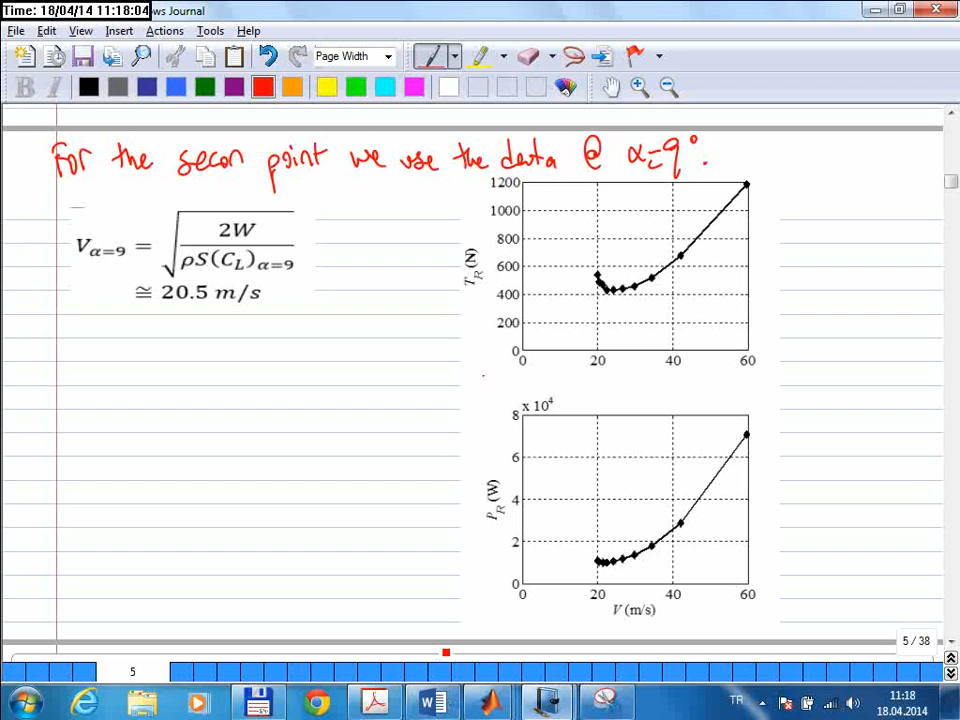 Time: 18/04/14 11:18:04
ws Journal
File Edit View Insert Actions Tools Help
Page Width
B I
For the secon point we use the data @ α=9°.
V_α=9 = √(2W / ρS(C_L)_α=9)
≅ 20.5 m/s
1200
1000
800
600
400
200
0
T_R (N)
0 20 40 60
x 10^4
8
6
4
2
0
P_R (W)
0 20 40 60
V (m/s)
5 / 38
5
TR
11:18
18.04.2014